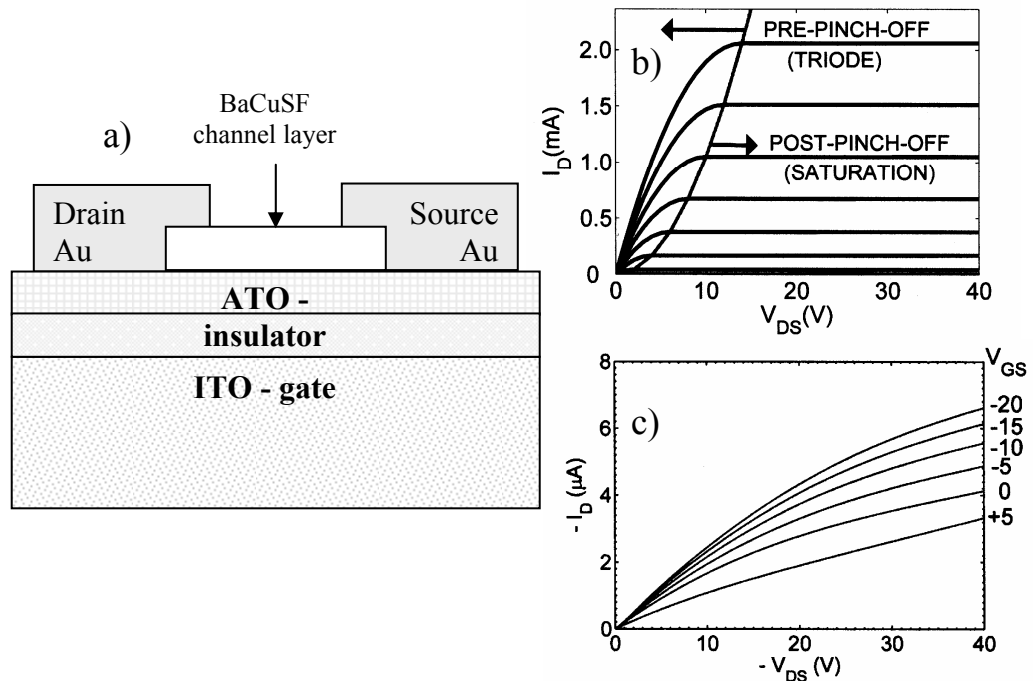 a)
BaCuSF
channel layer
Drain
Au
Source
Au
ATO -
insulator
ITO - gate
b)
PRE-PINCH-OFF
(TRIODE)
POST-PINCH-OFF
(SATURATION)
I_D(mA)
2.0
1.5
1.0
0.5
0
0 10 20 30 40
V_DS(V)
c)
V_GS
-20
-15
-10
-5
0
+5
- I_D (µA)
8
6
4
2
0
0 10 20 30 40
- V_DS (V)